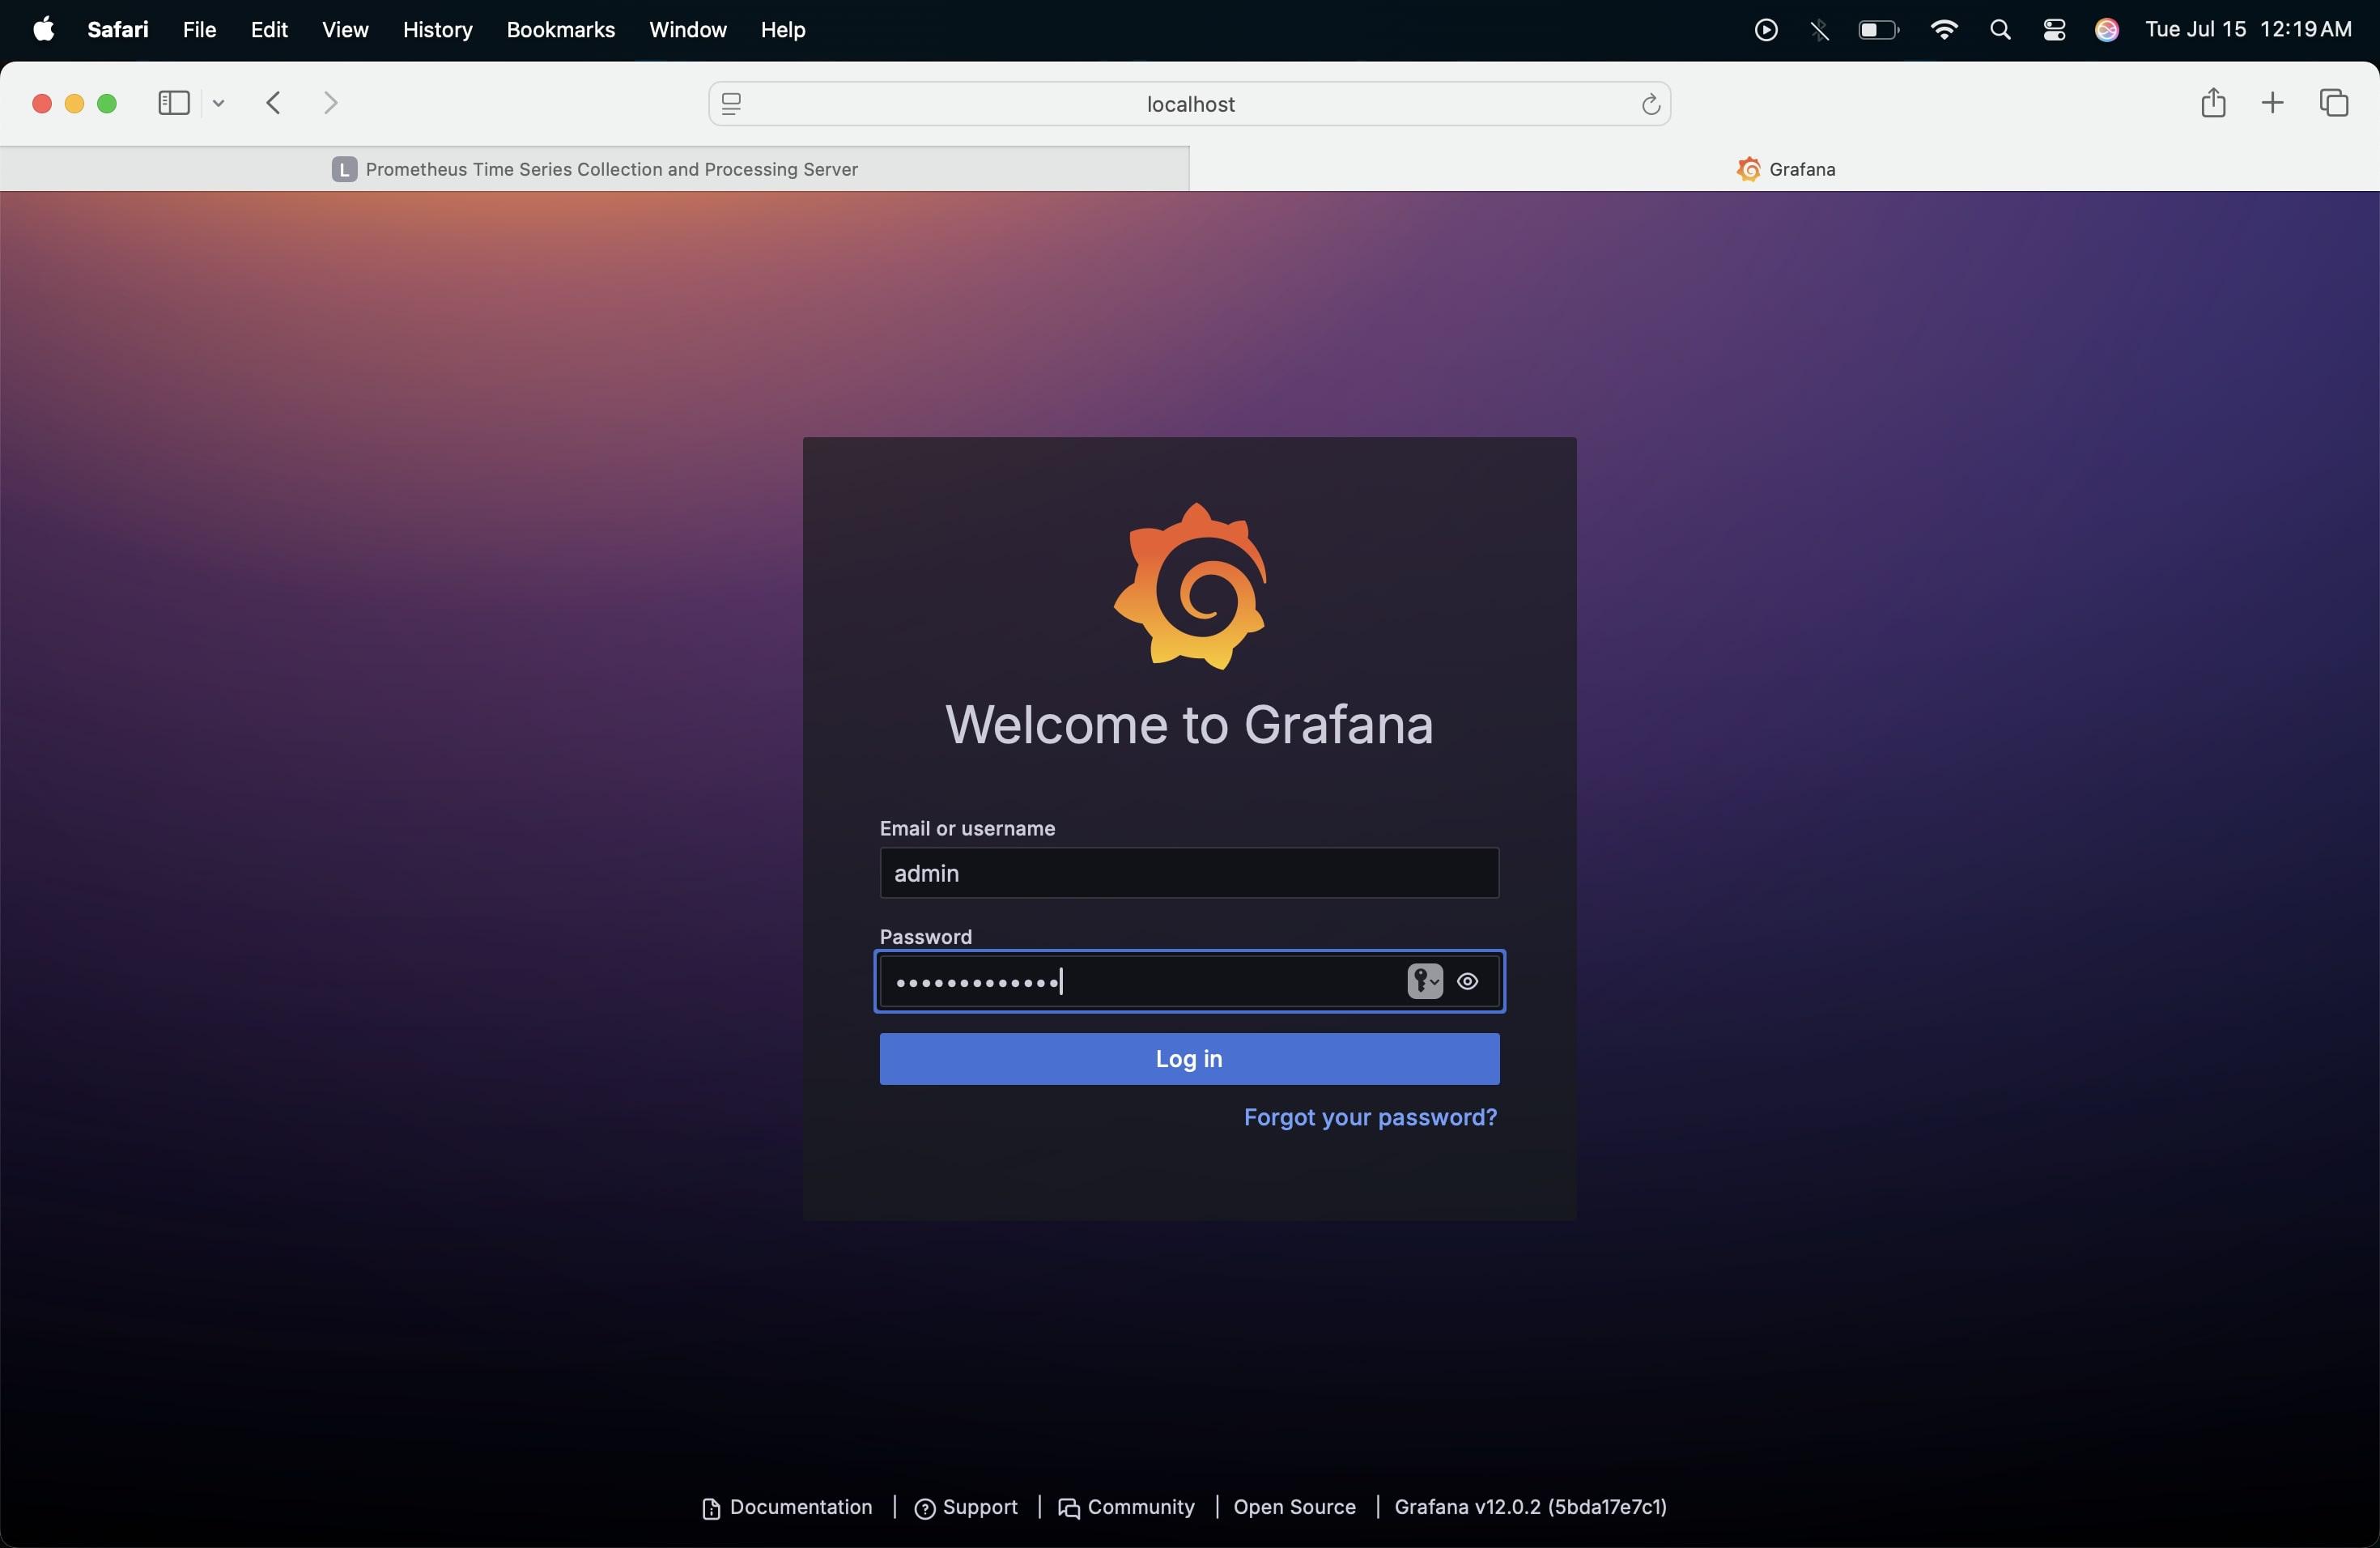 Safari File Edit View History Bookmarks Window Help Tue Jul 15 12:19 AM
localhost
L Prometheus Time Series Collection and Processing Server Grafana
Welcome to Grafana
Email or username
admin
Password
•••••••••••••
Log in
Forgot your password?
Documentation | Support | Community | Open Source | Grafana v12.0.2 (5bda17e7c1)